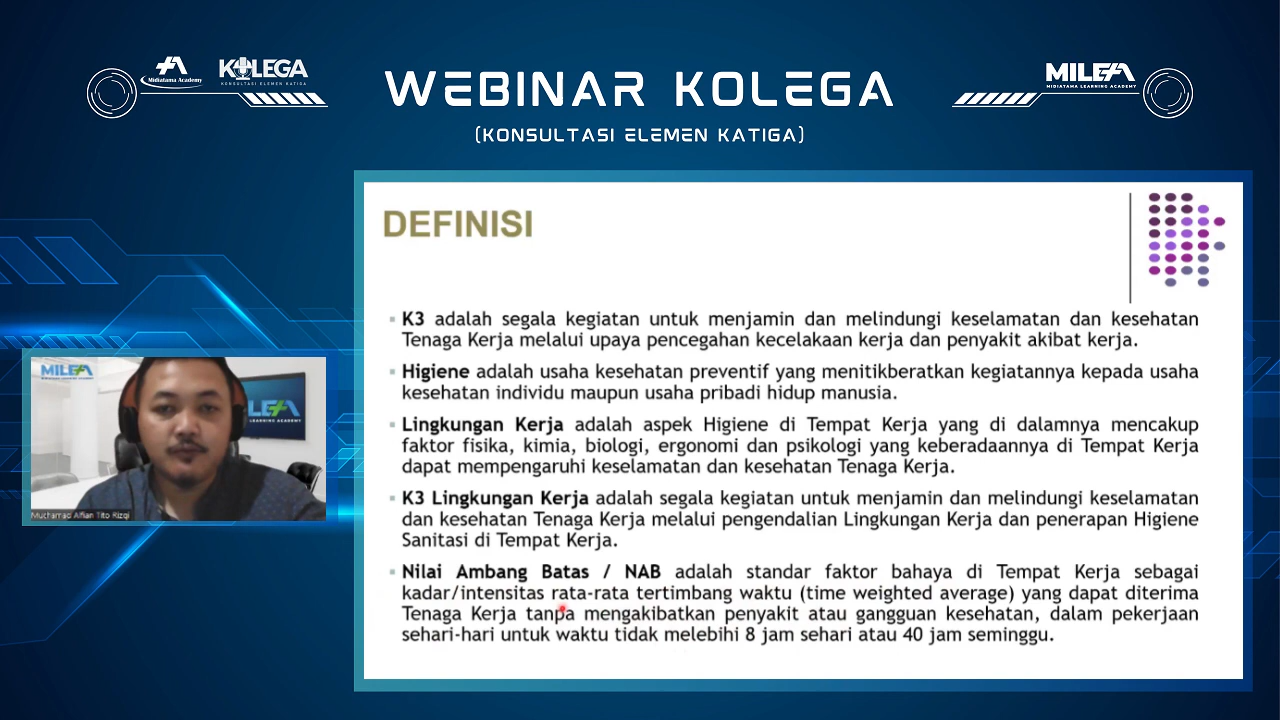 Midiatama Academy
KOLEGA
KONSULTASI ELEMEN KATIGA
WEBINAR KOLEGA
(KONSULTASI ELEMEN KATIGA)
MILEA
MIDIATAMA LEARNING ACADEMY
DEFINISI
K3 adalah segala kegiatan untuk menjamin dan melindungi keselamatan dan kesehatan
Tenaga Kerja melalui upaya pencegahan kecelakaan kerja dan penyakit akibat kerja.
Higiene adalah usaha kesehatan preventif yang menitikberatkan kegiatannya kepada usaha
kesehatan individu maupun usaha pribadi hidup manusia.
Lingkungan Kerja adalah aspek Higiene di Tempat Kerja yang di dalamnya mencakup
faktor fisika, kimia, biologi, ergonomi dan psikologi yang keberadaannya di Tempat Kerja
dapat mempengaruhi keselamatan dan kesehatan Tenaga Kerja.
K3 Lingkungan Kerja adalah segala kegiatan untuk menjamin dan melindungi keselamatan
dan kesehatan Tenaga Kerja melalui pengendalian Lingkungan Kerja dan penerapan Higiene
Sanitasi di Tempat Kerja.
Nilai Ambang Batas / NAB adalah standar faktor bahaya di Tempat Kerja sebagai
kadar/intensitas rata-rata tertimbang waktu (time weighted average) yang dapat diterima
Tenaga Kerja tanpa mengakibatkan penyakit atau gangguan kesehatan, dalam pekerjaan
sehari-hari untuk waktu tidak melebihi 8 jam sehari atau 40 jam seminggu.
MILEA
LEARNING ACADEMY
Muchamad Alfian Tito Rizqi